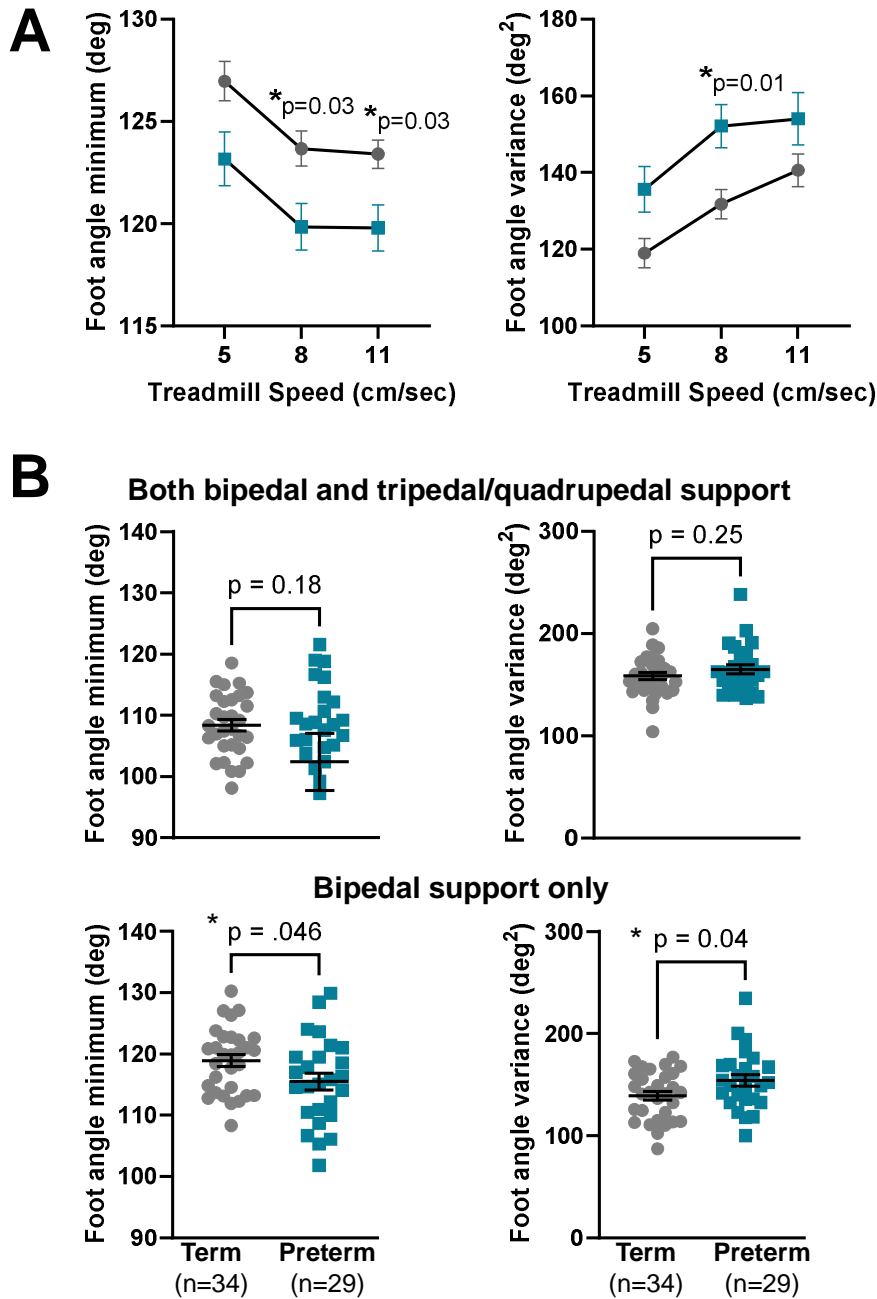 A
Foot angle minimum (deg)
130
125
120
115
*p=0.03
*p=0.03
5 8 11
Treadmill Speed (cm/sec)
Foot angle variance (deg²)
180
160
140
120
100
*p=0.01
5 8 11
Treadmill Speed (cm/sec)
B
Both bipedal and tripedal/quadrupedal support
Foot angle minimum (deg)
140
130
120
110
100
90
p = 0.18
Foot angle variance (deg²)
300
200
100
0
p = 0.25
Bipedal support only
Foot angle minimum (deg)
140
130
120
110
100
90
* p = .046
Term Preterm
(n=34) (n=29)
Foot angle variance (deg²)
300
200
100
0
* p = 0.04
Term Preterm
(n=34) (n=29)